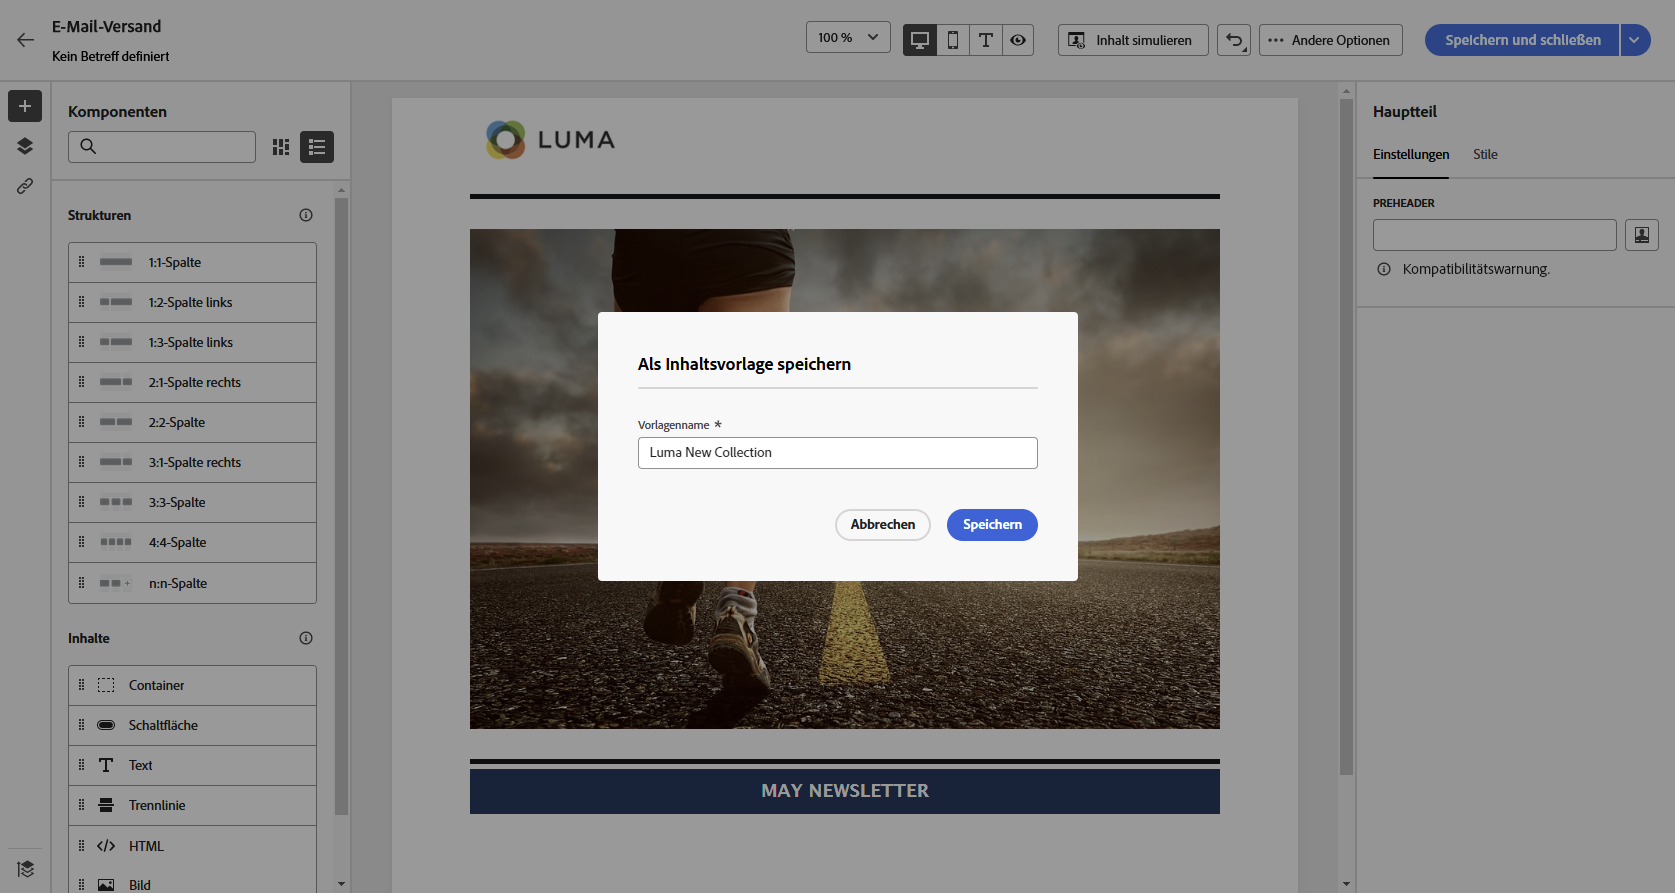 E-Mail-Versand
Kein Betreff definiert
100 %
Inhalt simulieren
Andere Optionen
Speichern und schließen
Komponenten
Strukturen
1:1-Spalte
1:2-Spalte links
1:3-Spalte links
2:1-Spalte rechts
2:2-Spalte
3:1-Spalte rechts
3:3-Spalte
4:4-Spalte
n:n-Spalte
Inhalte
Container
Schaltfläche
Text
Trennlinie
HTML
Bild
LUMA
Als Inhaltsvorlage speichern
Vorlagenname *
Luma New Collection
Abbrechen
Speichern
MAY NEWSLETTER
Hauptteil
Einstellungen
Stile
PREHEADER
Kompatibilitätswarnung.